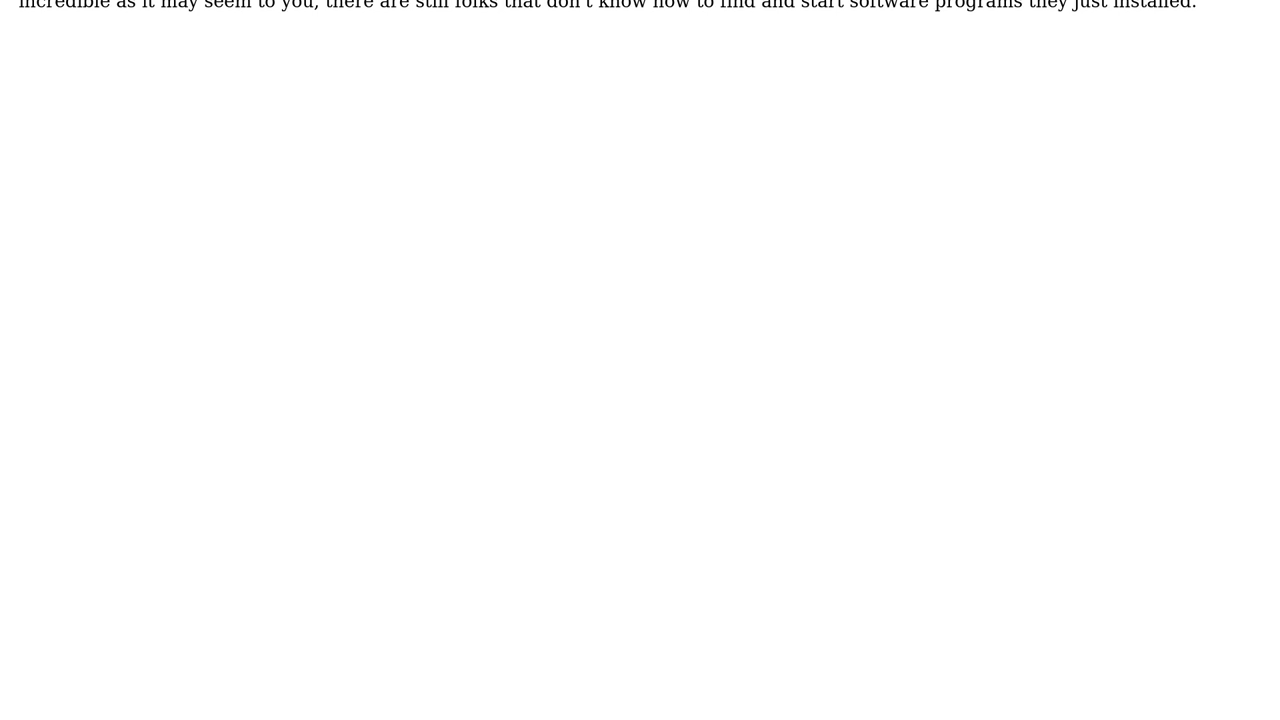 incredible as it may seem to you, there are still folks that don't know how to find and start software programs they just installed.